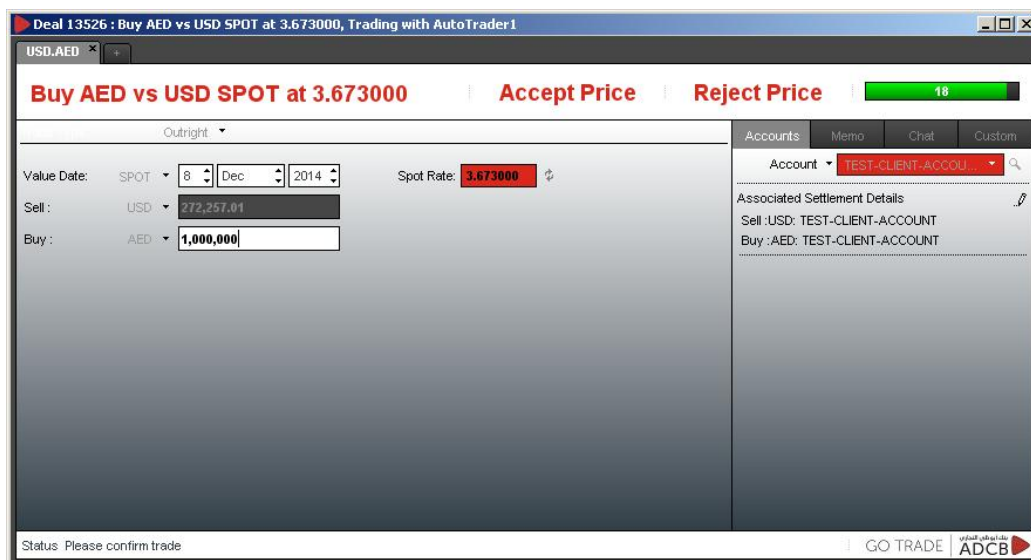 Deal 13526 : Buy AED vs USD SPOT at 3.673000, Trading with AutoTrader1
USD.AED
Buy AED vs USD SPOT at 3.673000 Accept Price Reject Price 18
Outright
Accounts Memo Chat Custom
Account TEST-CLIENT-ACCOU...
Value Date: SPOT 8 Dec 2014 Spot Rate: 3.673000
Sell : USD 272,257.01
Buy : AED 1,000,000
Associated Settlement Details
Sell :USD: TEST-CLIENT-ACCOUNT
Buy :AED: TEST-CLIENT-ACCOUNT
Status Please confirm trade
GO TRADE
بنك أبوظبي التجاري
ADCB